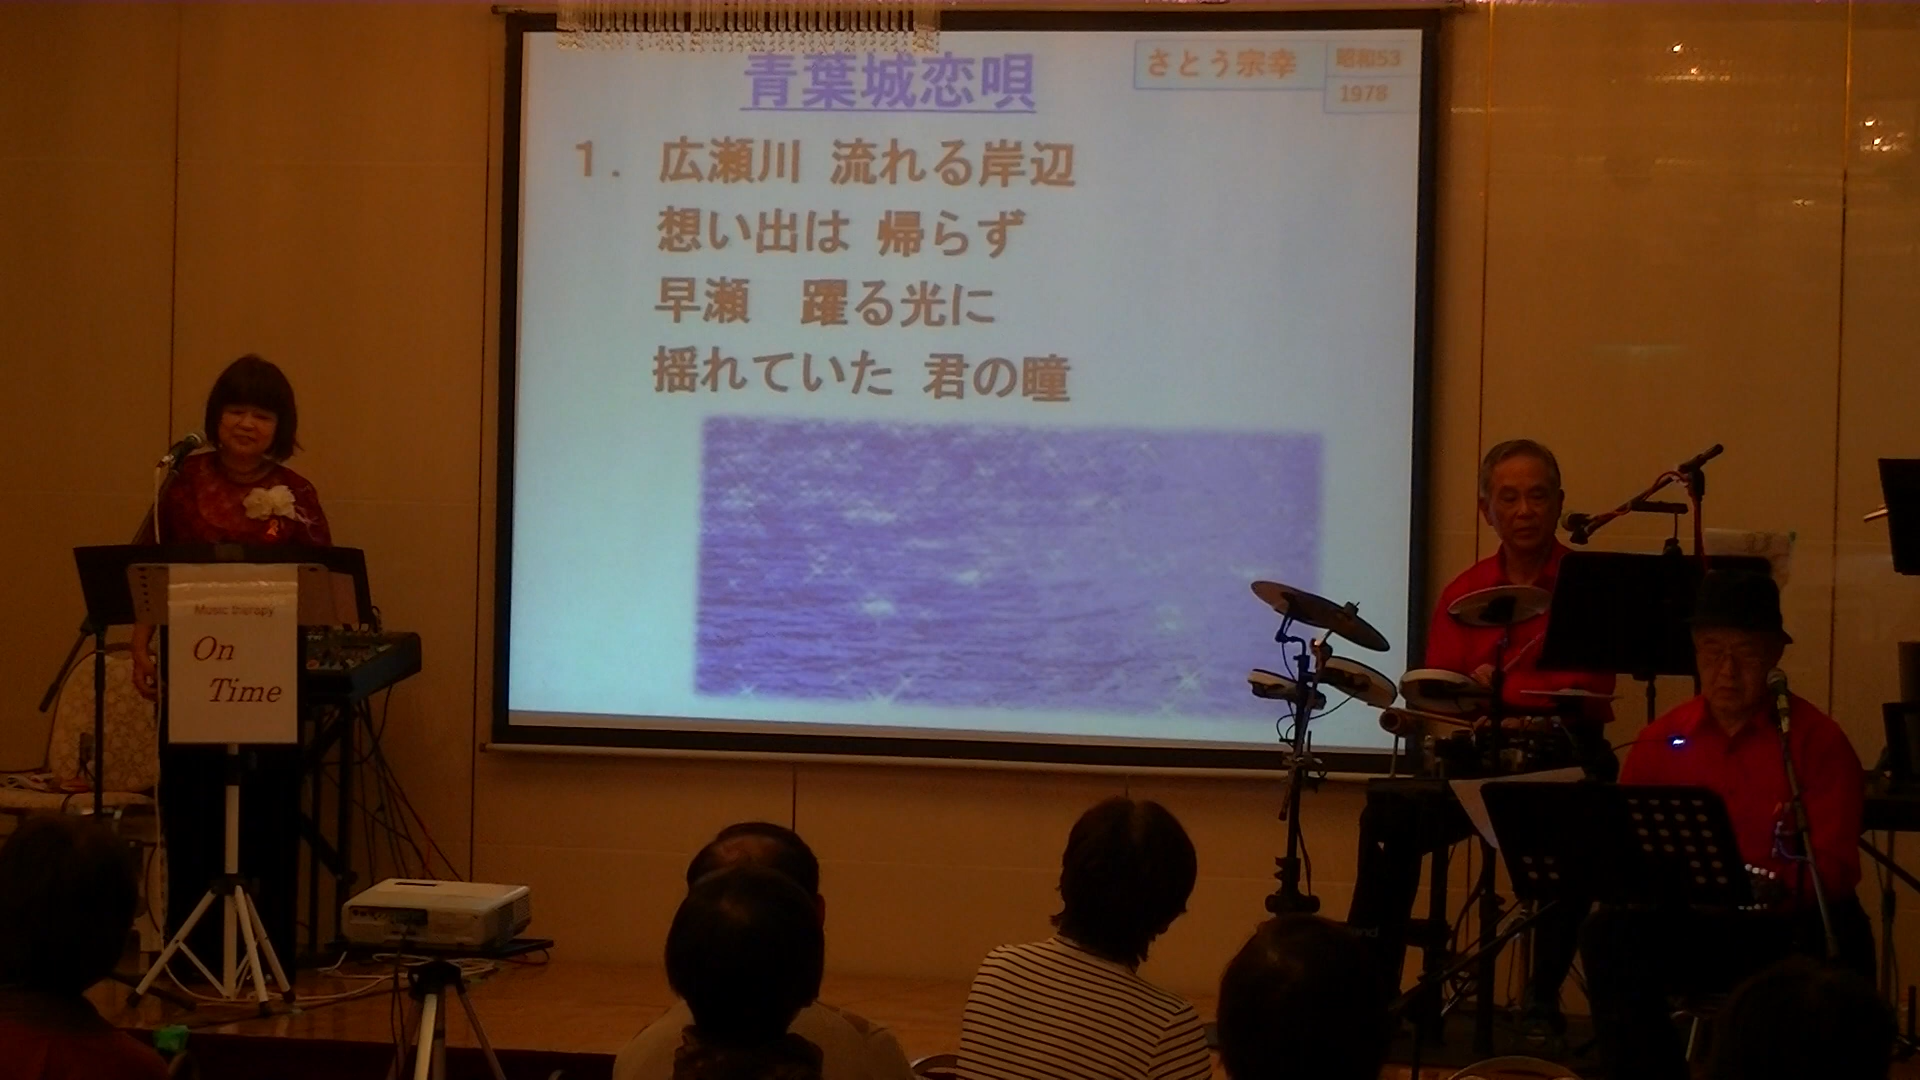 青葉城恋唄
さとう宗幸
昭和53
1978
１. 広瀬川 流れる岸辺
想い出は 帰らず
早瀬 躍る光に
揺れていた 君の瞳
Music therapy
On
Time